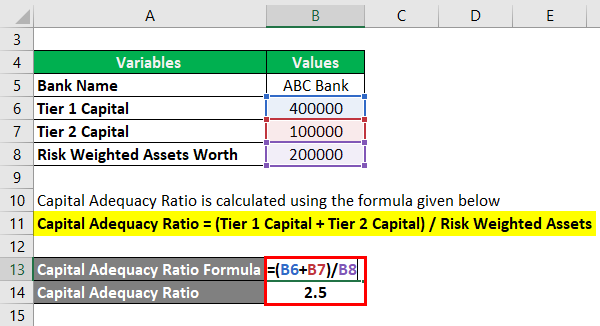 A B C D E
3
4 Variables Values
5 Bank Name ABC Bank
6 Tier 1 Capital 400000
7 Tier 2 Capital 100000
8 Risk Weighted Assets Worth 200000
9
10 Capital Adequacy Ratio is calculated using the formula given below
11 Capital Adequacy Ratio = (Tier 1 Capital + Tier 2 Capital) / Risk Weighted Assets
12
13 Capital Adequacy Ratio Formula =(B6+B7)/B8
14 Capital Adequacy Ratio 2.5
15